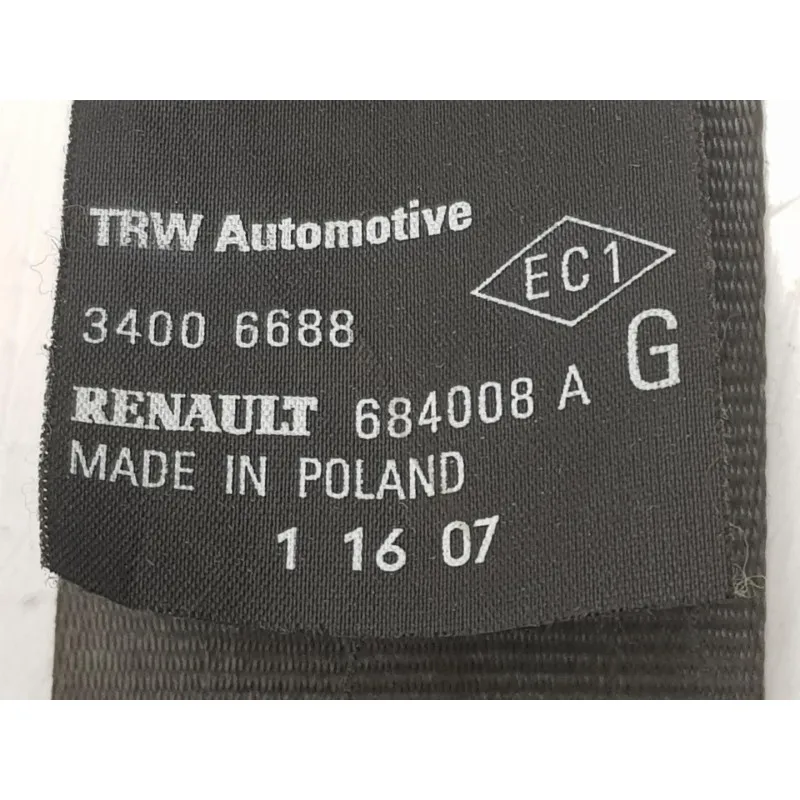 TRW Automotive
EC1
3400 6688
G
RENAULT 684008 A
MADE IN POLAND
1 16 07